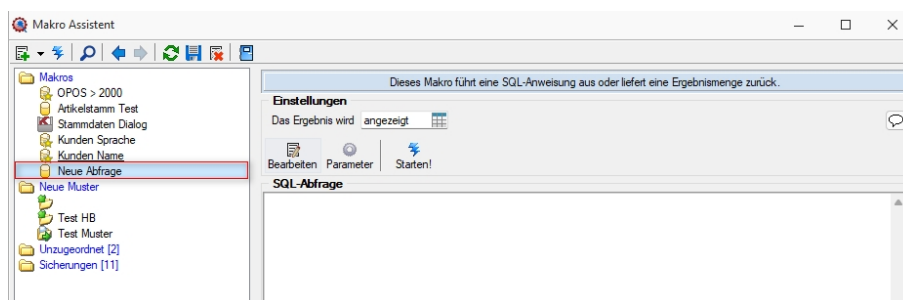 Makro Assistent
Makros
OPOS > 2000
Artikelstamm Test
Stammdaten Dialog
Kunden Sprache
Kunden Name
Neue Abfrage
Neue Muster
Test HB
Test Muster
Unzugeordnet [2]
Sicherungen [11]
Dieses Makro führt eine SQL-Anweisung aus oder liefert eine Ergebnismenge zurück.
Einstellungen
Das Ergebnis wird angezeigt
Bearbeiten Parameter Starten!
SQL-Abfrage